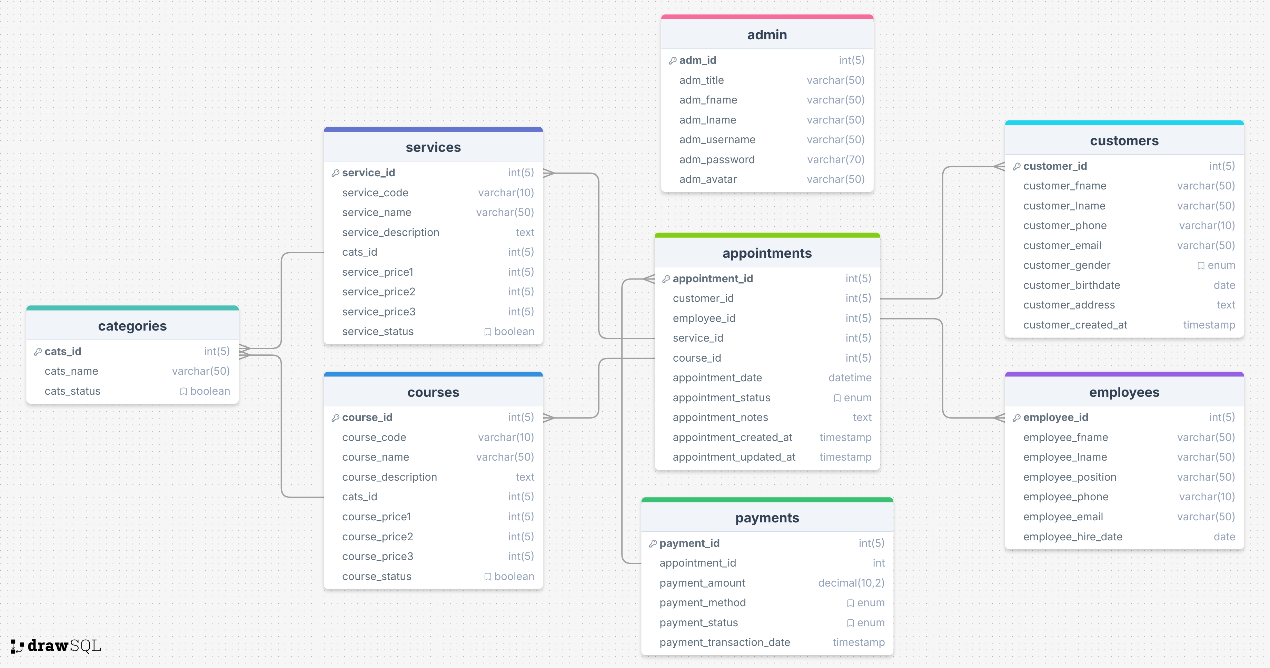 admin
adm_id int(5)
adm_title varchar(50)
adm_fname varchar(50)
adm_lname varchar(50)
adm_username varchar(50)
adm_password varchar(70)
adm_avatar varchar(50)
services
service_id int(5)
service_code varchar(10)
service_name varchar(50)
service_description text
cats_id int(5)
service_price1 int(5)
service_price2 int(5)
service_price3 int(5)
service_status boolean
customers
customer_id int(5)
customer_fname varchar(50)
customer_lname varchar(50)
customer_phone varchar(10)
customer_email varchar(50)
customer_gender enum
customer_birthdate date
customer_address text
customer_created_at timestamp
appointments
appointment_id int(5)
customer_id int(5)
employee_id int(5)
service_id int(5)
course_id int(5)
appointment_date datetime
appointment_status enum
appointment_notes text
appointment_created_at timestamp
appointment_updated_at timestamp
categories
cats_id int(5)
cats_name varchar(50)
cats_status boolean
courses
course_id int(5)
course_code varchar(10)
course_name varchar(50)
course_description text
cats_id int(5)
course_price1 int(5)
course_price2 int(5)
course_price3 int(5)
course_status boolean
employees
employee_id int(5)
employee_fname varchar(50)
employee_lname varchar(50)
employee_position varchar(50)
employee_phone varchar(10)
employee_email varchar(50)
employee_hire_date date
payments
payment_id int(5)
appointment_id int
payment_amount decimal(10,2)
payment_method enum
payment_status enum
payment_transaction_date timestamp
drawSQL